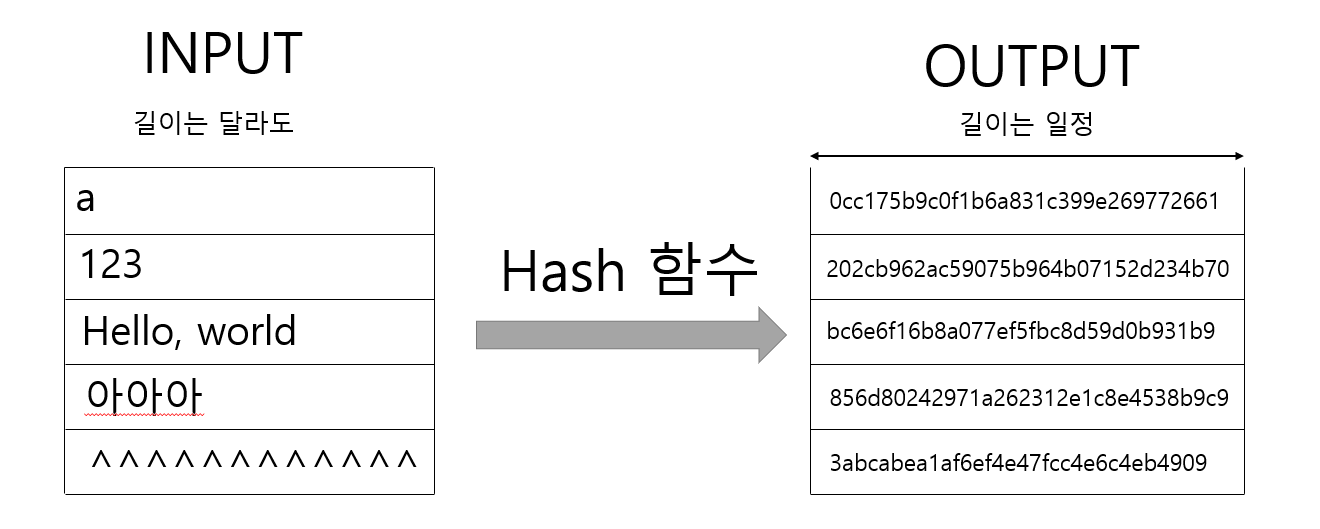 INPUT
길이는 달라도
a
123
Hello, world
아아아
^^^^^^^^^^^^
Hash 함수
OUTPUT
길이는 일정
0cc175b9c0f1b6a831c399e269772661
202cb962ac59075b964b07152d234b70
bc6e6f16b8a077ef5fbc8d59d0b931b9
856d80242971a262312e1c8e4538b9c9
3abcabea1af6ef4e47fcc4e6c4eb4909